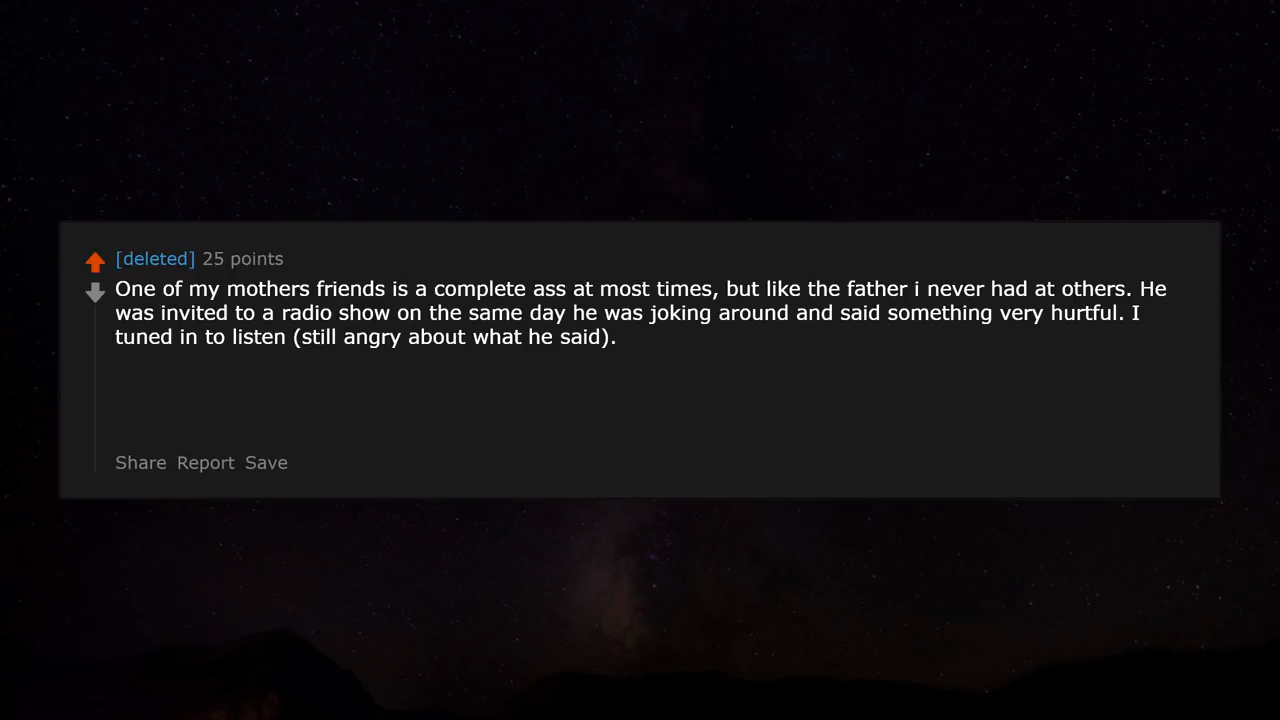 [deleted] 25 points
One of my mothers friends is a complete ass at most times, but like the father i never had at others. He
was invited to a radio show on the same day he was joking around and said something very hurtful. I
tuned in to listen (still angry about what he said).
Share Report Save